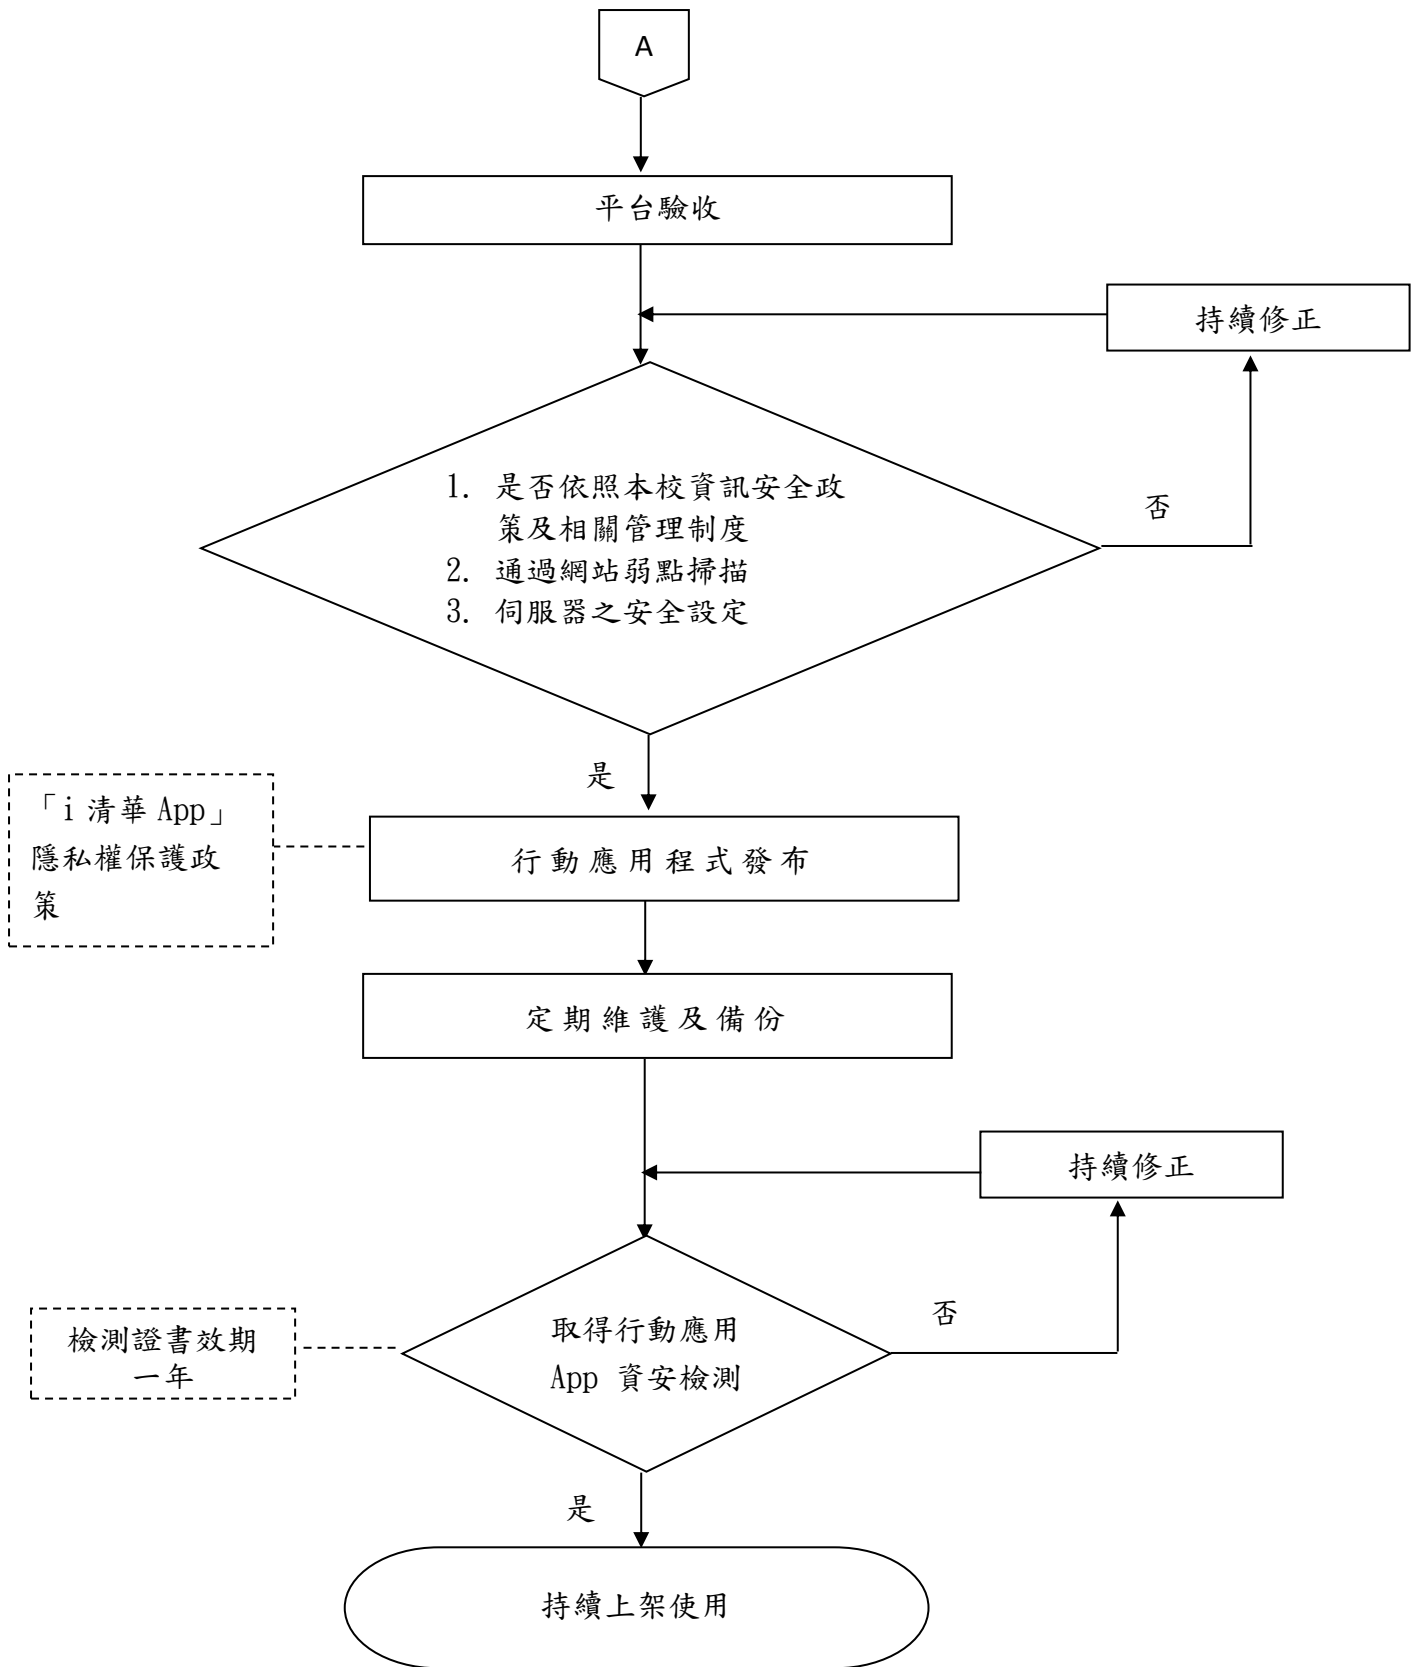 A
平台驗收
持續修正
1. 是否依照本校資訊安全政
策及相關管理制度
2. 通過網站弱點掃描
3. 伺服器之安全設定
否
是
「i 清華 App」
隱私權保護政
策
行動應用程式發布
定期維護及備份
持續修正
取得行動應用
App 資安檢測
否
檢測證書效期
一年
是
持續上架使用